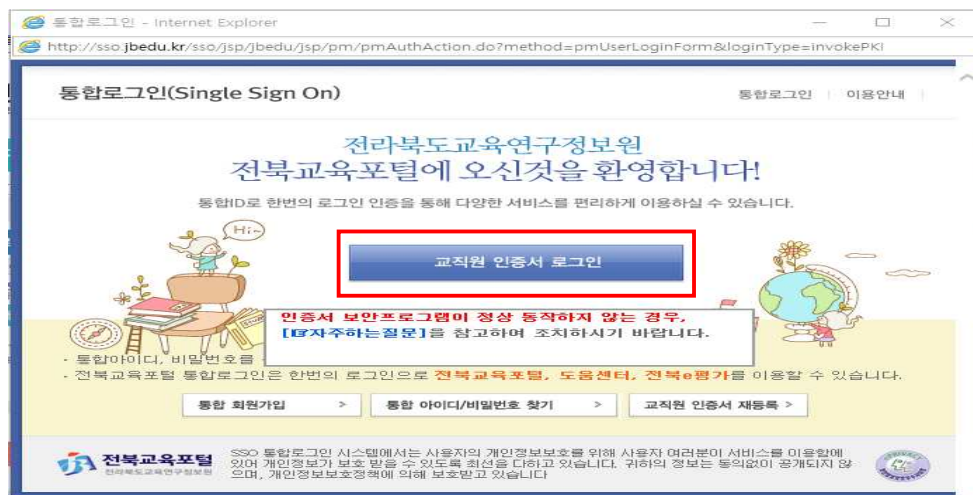 통합로그인 - Internet Explorer
http://sso.jbedu.kr/sso/jsp/jbedu/jsp/pm/pmAuthAction.do?method=pmUserLoginForm&loginType=invokePKI
통합로그인(Single Sign On)
통합로그인 | 이용안내
전라북도교육연구정보원
전북교육포털에 오신것을 환영합니다!
통합ID로 한번의 로그인 인증을 통해 다양한 서비스를 편리하게 이용하실 수 있습니다.
Hi~
교직원 인증서 로그인
인증서 보안프로그램이 정상 동작하지 않는 경우,
[☞자주하는질문]을 참고하여 조치하시기 바랍니다.
- 통합아이디, 비밀번호를
- 전북교육포털 통합로그인은 한번의 로그인으로 전북교육포털, 도움센터, 전북e평가를 이용할 수 있습니다.
통합 회원가입 >
통합 아이디/비밀번호 찾기 >
교직원 인증서 재등록 >
전북교육포털
전라북도교육연구정보원
SSO 통합로그인 시스템에서는 사용자의 개인정보보호를 위해 사용자 여러분이 서비스를 이용함에
있어 개인정보가 보호 받을 수 있도록 최선을 다하고 있습니다. 귀하의 정보는 동의없이 공개되지 않
으며, 개인정보보호정책에 의해 보호받고 있습니다